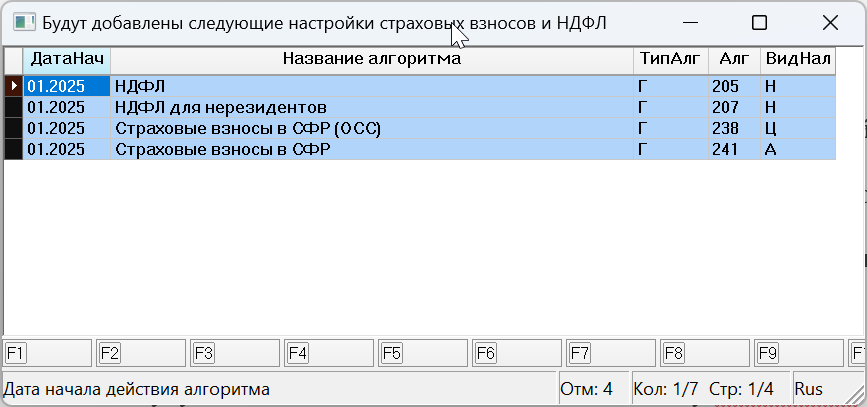 Будут добавлены следующие настройки страховых взносов и НДФЛ
ДатаНач Название алгоритма ТипАлг Алг ВидНал
01.2025 НДФЛ Г 205 Н
01.2025 НДФЛ для нерезидентов Г 207 Н
01.2025 Страховые взносы в СФР (ОСС) Г 238 Ц
01.2025 Страховые взносы в СФР Г 241 А
F1 F2 F3 F4 F5 F6 F7 F8 F9
Дата начала действия алгоритма Отм: 4 Кол: 1/7 Стр: 1/4 Rus